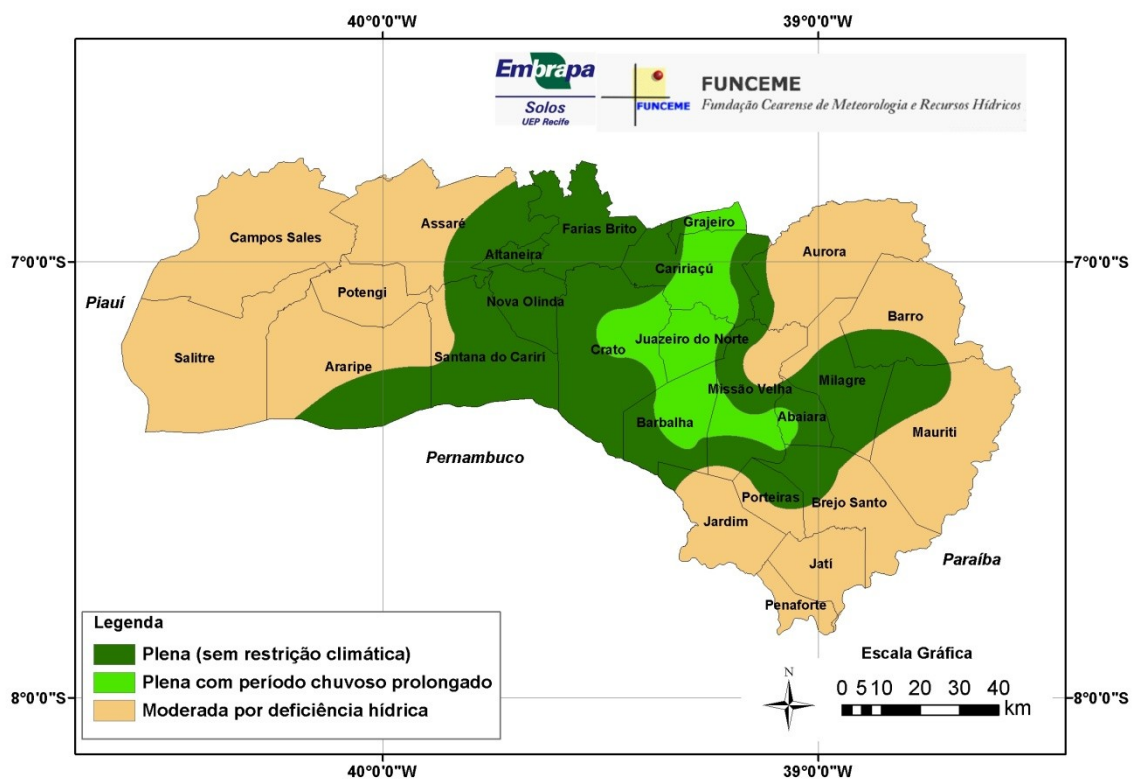 40°0'0"W
39°0'0"W
Embrapa
Solos
UEP Recife
FUNCEME
FUNCEME
Fundação Cearense de Meteorologia e Recursos Hídricos
Grajeiro
Assaré
Farias Brito
Campos Sales
Altaneira
Aurora
7°0'0"S
7°0'0"S
Caririaçú
Potengi
Piauí
Nova Olinda
Barro
Juazeiro do Norte
Salitre
Santana do Cariri
Crato
Araripe
Milagre
Missão Velha
Abaiara
Barbalha
Mauriti
Pernambuco
Porteiras
Brejo Santo
Jardim
Jatí
Paraíba
Penaforte
Legenda
Plena (sem restrição climática)
Plena com período chuvoso prolongado
Moderada por deficiência hídrica
Escala Gráfica
N
0 5 10 20 30 40
km
8°0'0"S
8°0'0"S
40°0'0"W
39°0'0"W